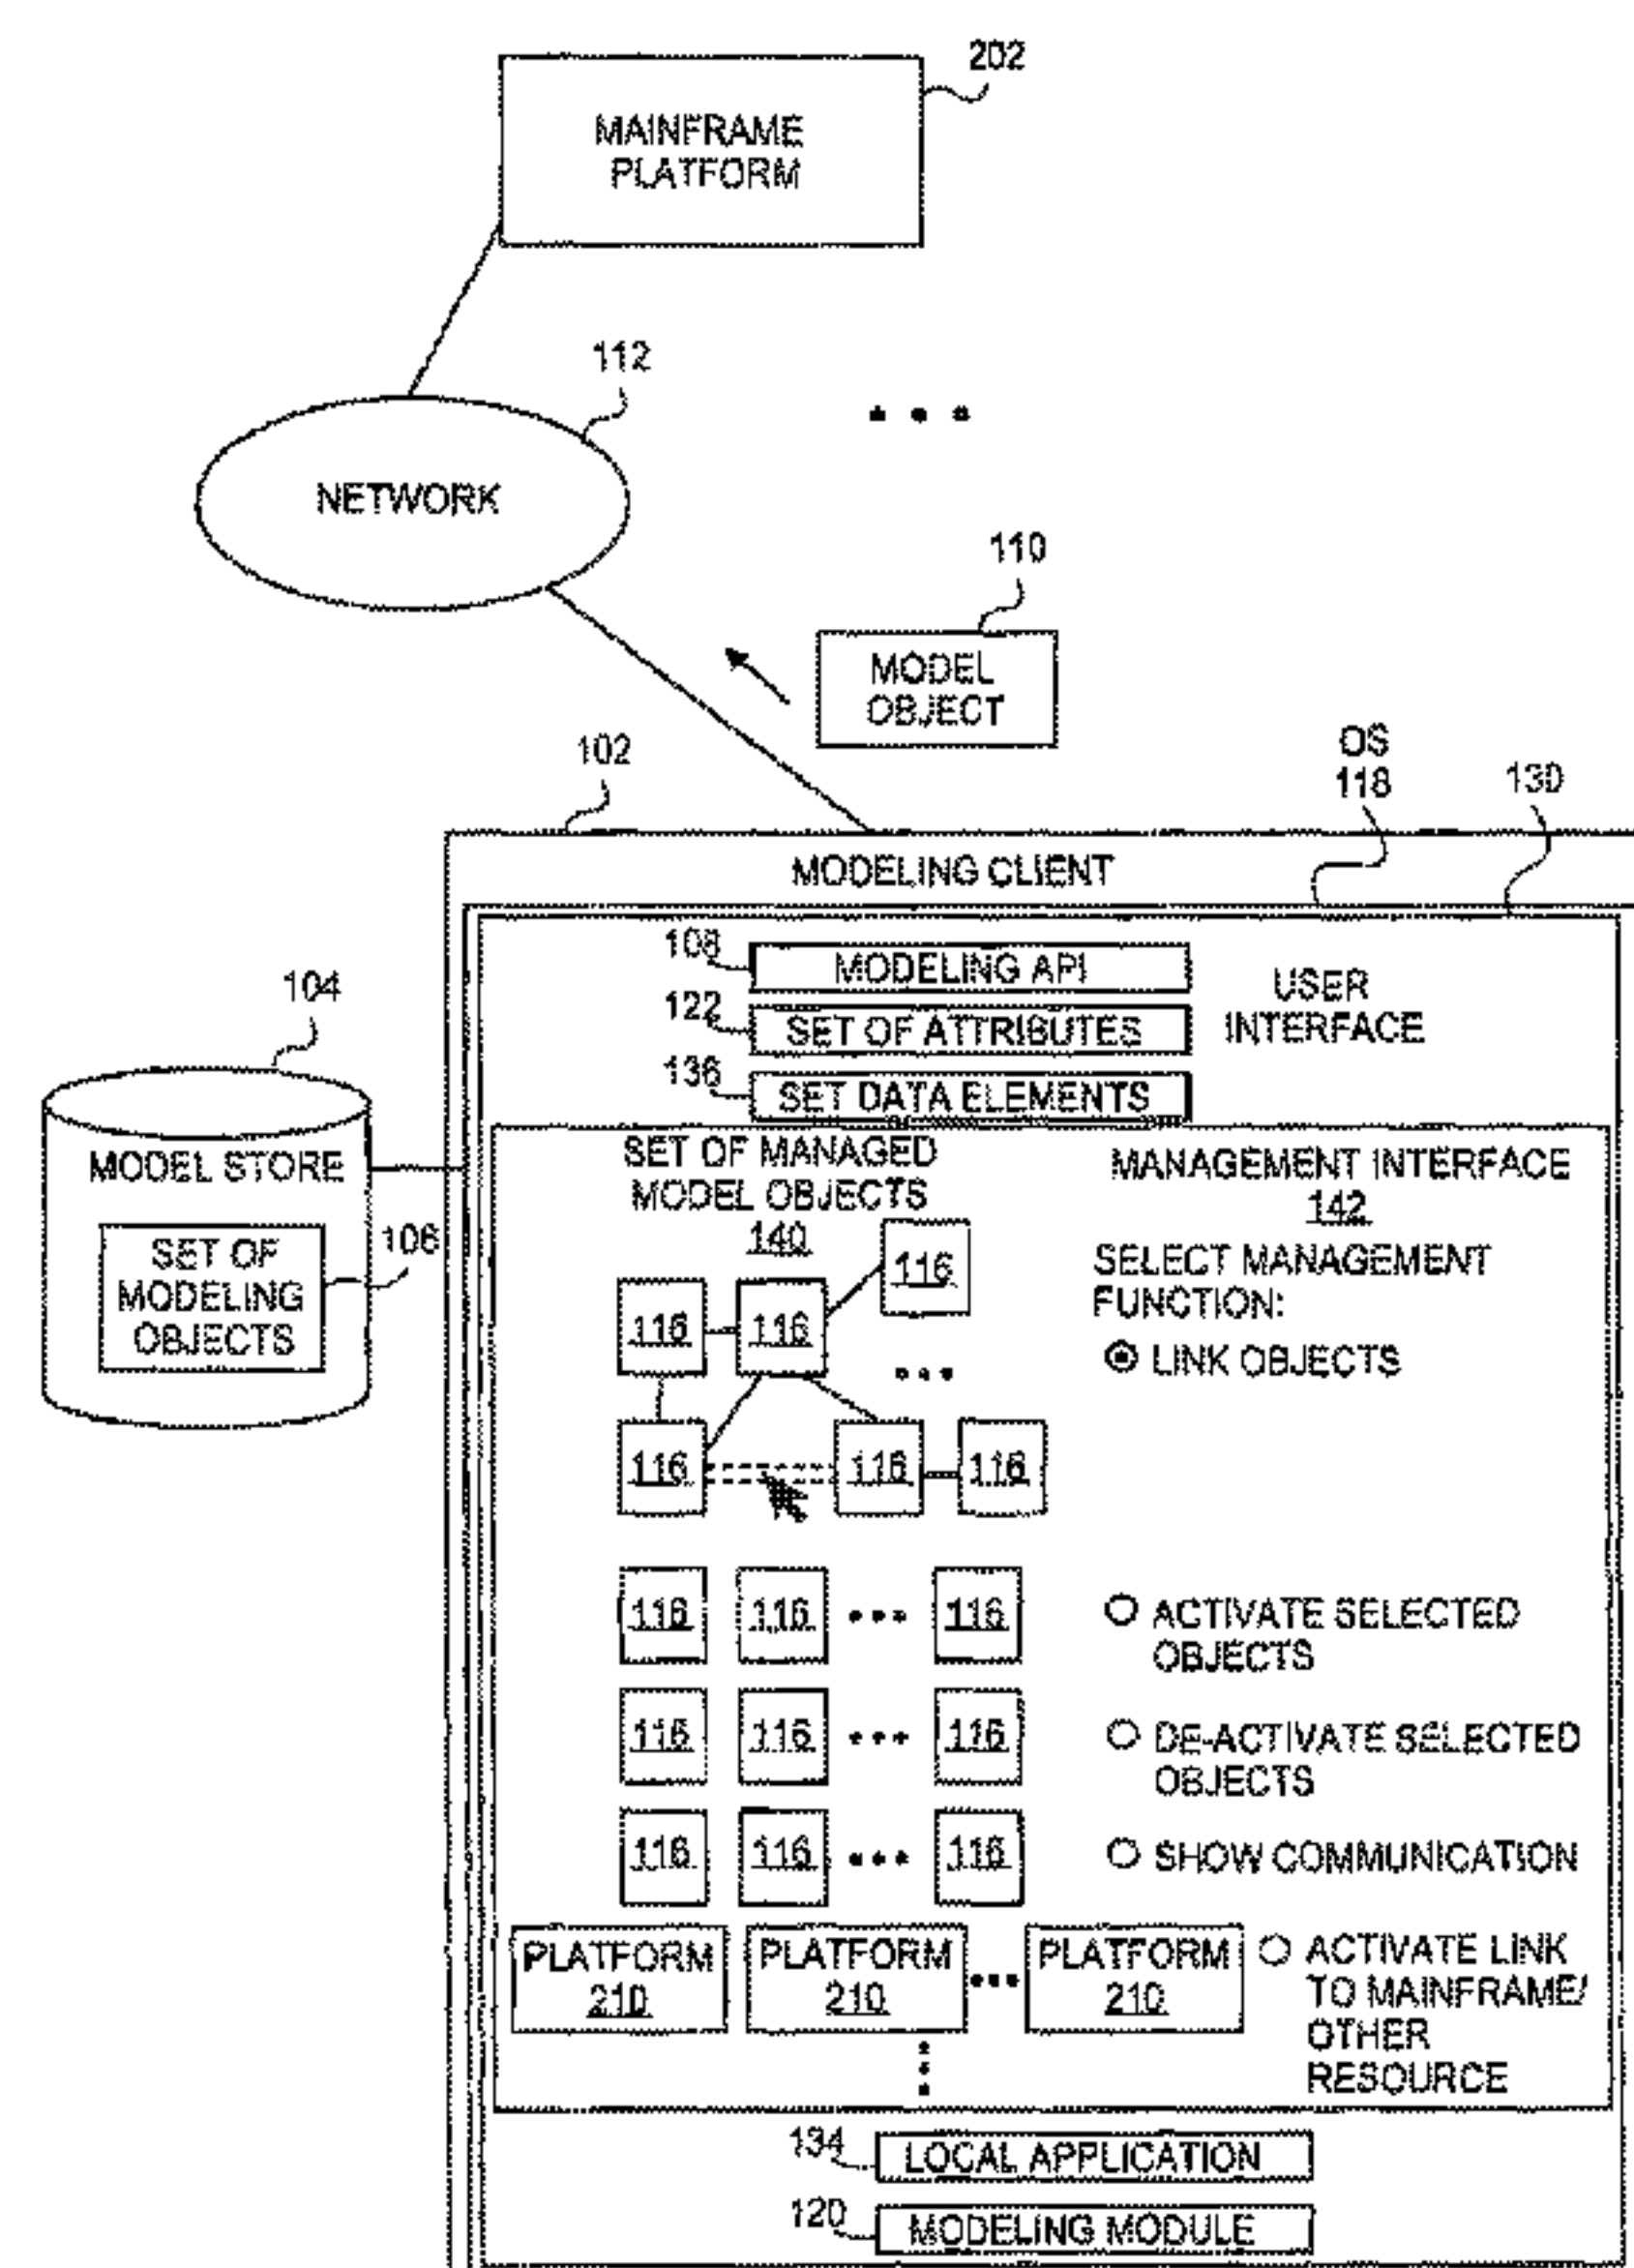 202
MAINFRAME
PLATFORM
112
NETWORK
110
MODEL
OBJECT
102
OS
118
130
MODELING CLIENT
108
MODELING API
122
SET OF ATTRIBUTES
136
SET DATA ELEMENTS
USER
INTERFACE
104
MODEL STORE
SET OF
MODELING
OBJECTS
106
SET OF MANAGED
MODEL OBJECTS
140
MANAGEMENT INTERFACE
142
SELECT MANAGEMENT
FUNCTION:
LINK OBJECTS
116
116 116
116 116 116
116 116 116
ACTIVATE SELECTED
OBJECTS
116 116 116
DE-ACTIVATE SELECTED
OBJECTS
116 116 116
SHOW COMMUNICATION
PLATFORM
210
PLATFORM
210
PLATFORM
210
ACTIVATE LINK
TO MAINFRAME/
OTHER
RESOURCE
134
LOCAL APPLICATION
120
MODELING MODULE